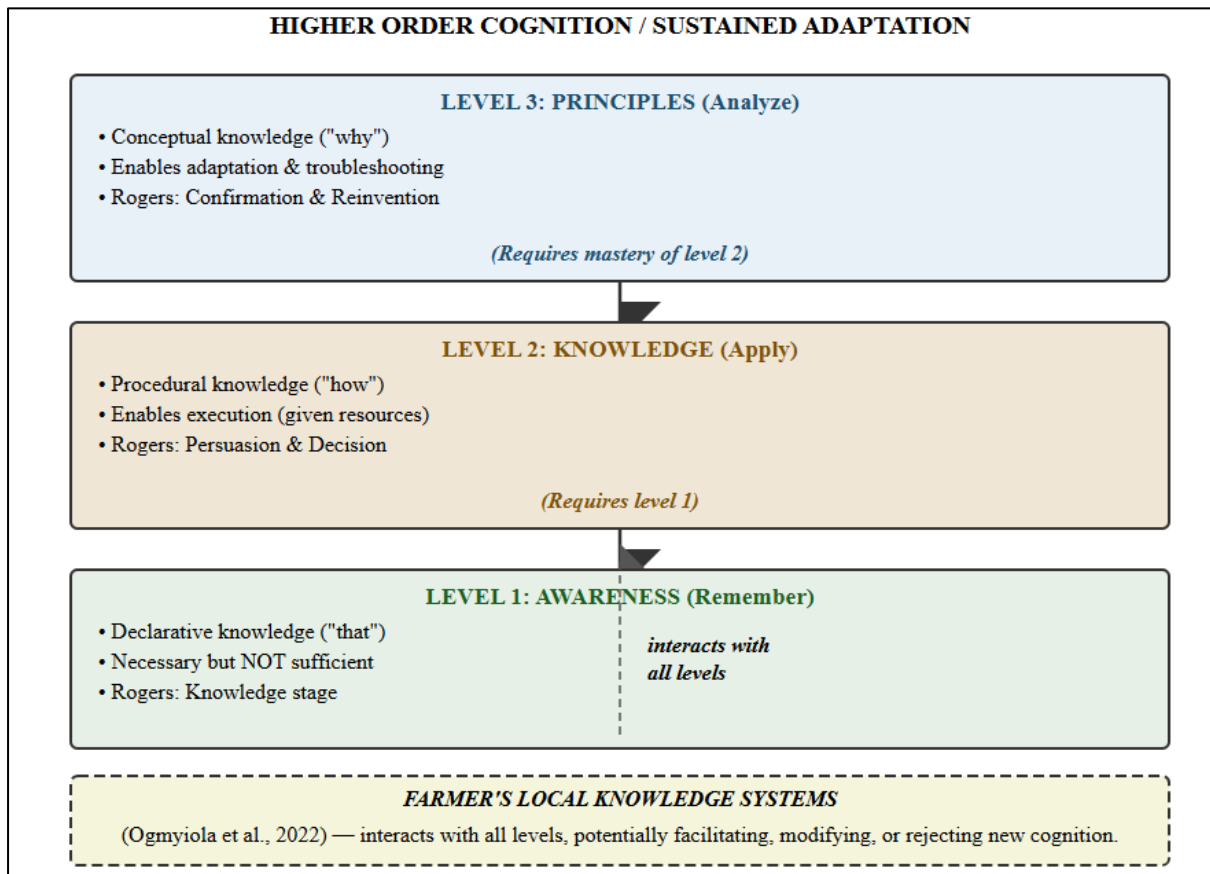 HIGHER ORDER COGNITION / SUSTAINED ADAPTATION
LEVEL 3: PRINCIPLES (Analyze)
• Conceptual knowledge ("why")
• Enables adaptation & troubleshooting
• Rogers: Confirmation & Reinvention
(Requires mastery of level 2)
LEVEL 2: KNOWLEDGE (Apply)
• Procedural knowledge ("how")
• Enables execution (given resources)
• Rogers: Persuasion & Decision
(Requires level 1)
LEVEL 1: AWARENESS (Remember)
• Declarative knowledge ("that")
• Necessary but NOT sufficient
• Rogers: Knowledge stage
interacts with
all levels
FARMER'S LOCAL KNOWLEDGE SYSTEMS
(Ogmyiola et al., 2022) — interacts with all levels, potentially facilitating, modifying, or rejecting new cognition.